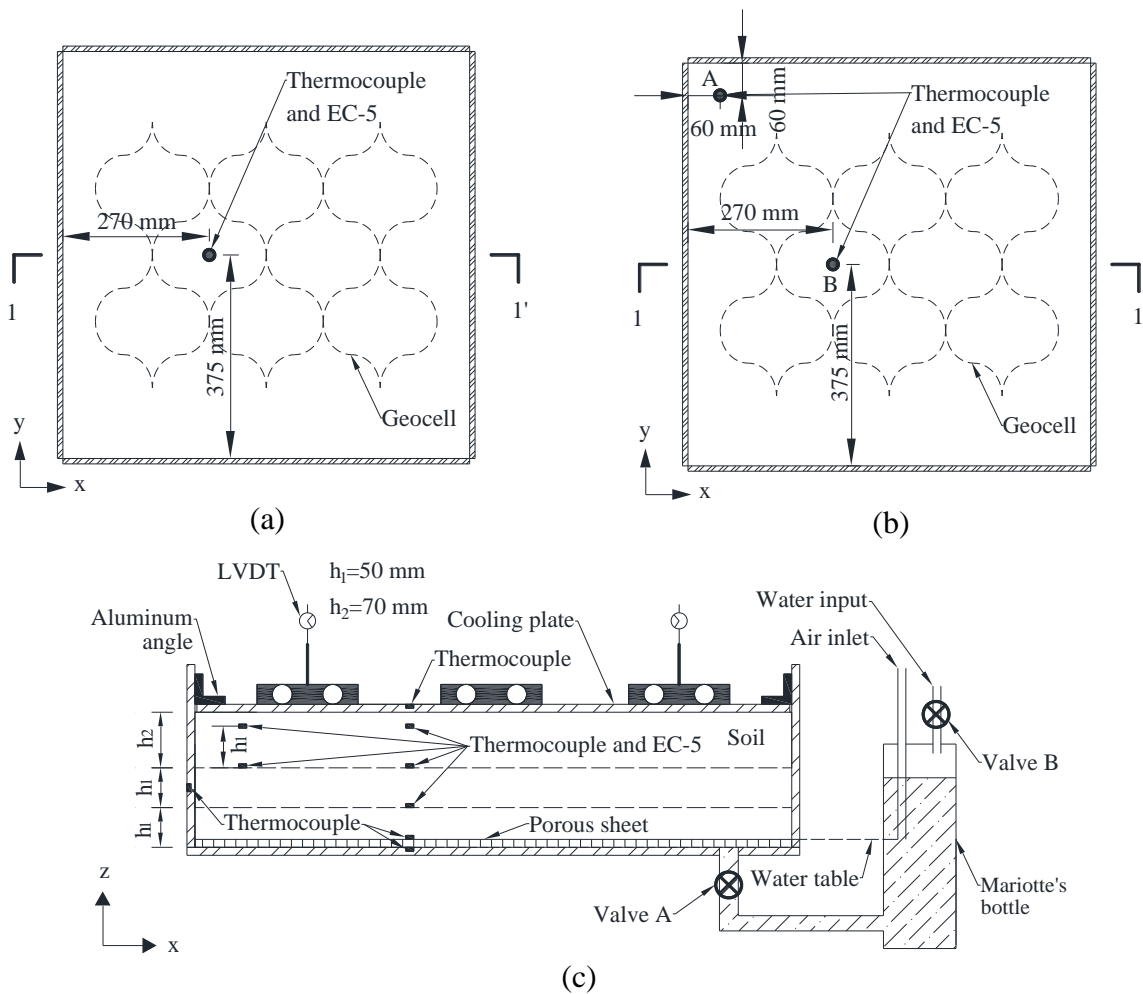 Thermocouple
and EC-5
270 mm
1
1'
375 mm
Geocell
y
x
(a)
A
60 mm
60 mm
Thermocouple
and EC-5
270 mm
B
1
1
375 mm
Geocell
y
x
(b)
LVDT
h1=50 mm
h2=70 mm
Aluminum
angle
Cooling plate
Thermocouple
Water input
Air inlet
h2
h1
Thermocouple and EC-5
Soil
Valve B
h1
h1
Thermocouple
Porous sheet
Water table
Mariotte's
bottle
Valve A
z
x
(c)